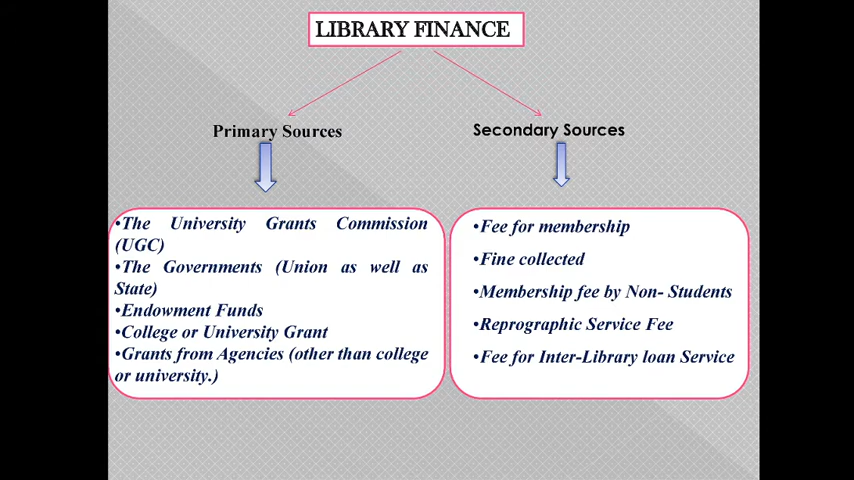 LIBRARY FINANCE
Primary Sources
Secondary Sources
•The University Grants Commission
(UGC)
•The Governments (Union as well as
State)
•Endowment Funds
•College or University Grant
•Grants from Agencies (other than college
or university.)
•Fee for membership
•Fine collected
•Membership fee by Non- Students
•Reprographic Service Fee
•Fee for Inter-Library loan Service